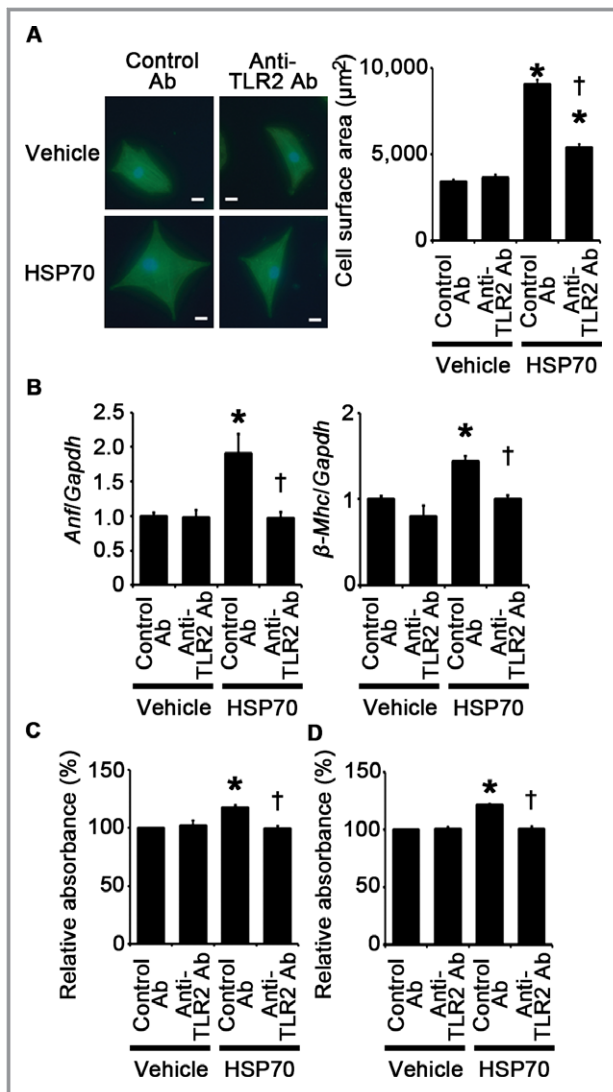 A
Control
Ab
Anti-
TLR2 Ab
Vehicle
HSP70
Cell surface area (μm²)
10,000
5,000
0
*
†
*
Control
Ab
Anti-
TLR2 Ab
Control
Ab
Anti-
TLR2 Ab
Vehicle
HSP70
B
Anf/Gapdh
2.5
2.0
1.5
1.0
0.5
0
*
†
Control
Ab
Anti-
TLR2 Ab
Control
Ab
Anti-
TLR2 Ab
Vehicle
HSP70
β-Mhc/Gapdh
2
1
0
*
†
Control
Ab
Anti-
TLR2 Ab
Control
Ab
Anti-
TLR2 Ab
Vehicle
HSP70
C
Relative absorbance (%)
150
100
50
0
*
†
Control
Ab
Anti-
TLR2 Ab
Control
Ab
Anti-
TLR2 Ab
Vehicle
HSP70
D
Relative absorbance (%)
150
100
50
0
*
†
Control
Ab
Anti-
TLR2 Ab
Control
Ab
Anti-
TLR2 Ab
Vehicle
HSP70